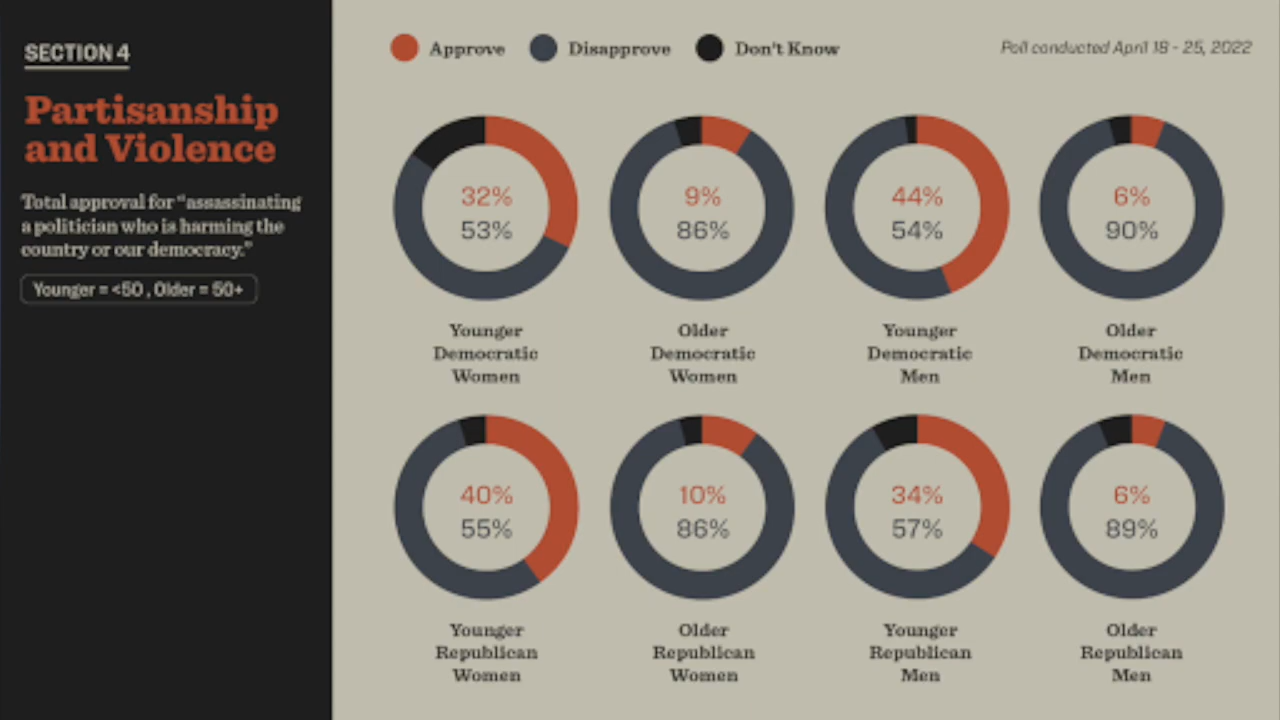 SECTION 4
Partisanship
and Violence
Total approval for “assassinating
a politician who is harming the
country or our democracy.”
Younger = <50 , Older = 50+
Approve Disapprove Don't Know
Poll conducted April 18 - 25, 2022
32%
53%
Younger
Democratic
Women
9%
86%
Older
Democratic
Women
44%
54%
Younger
Democratic
Men
6%
90%
Older
Democratic
Men
40%
55%
Younger
Republican
Women
10%
86%
Older
Republican
Women
34%
57%
Younger
Republican
Men
6%
89%
Older
Republican
Men